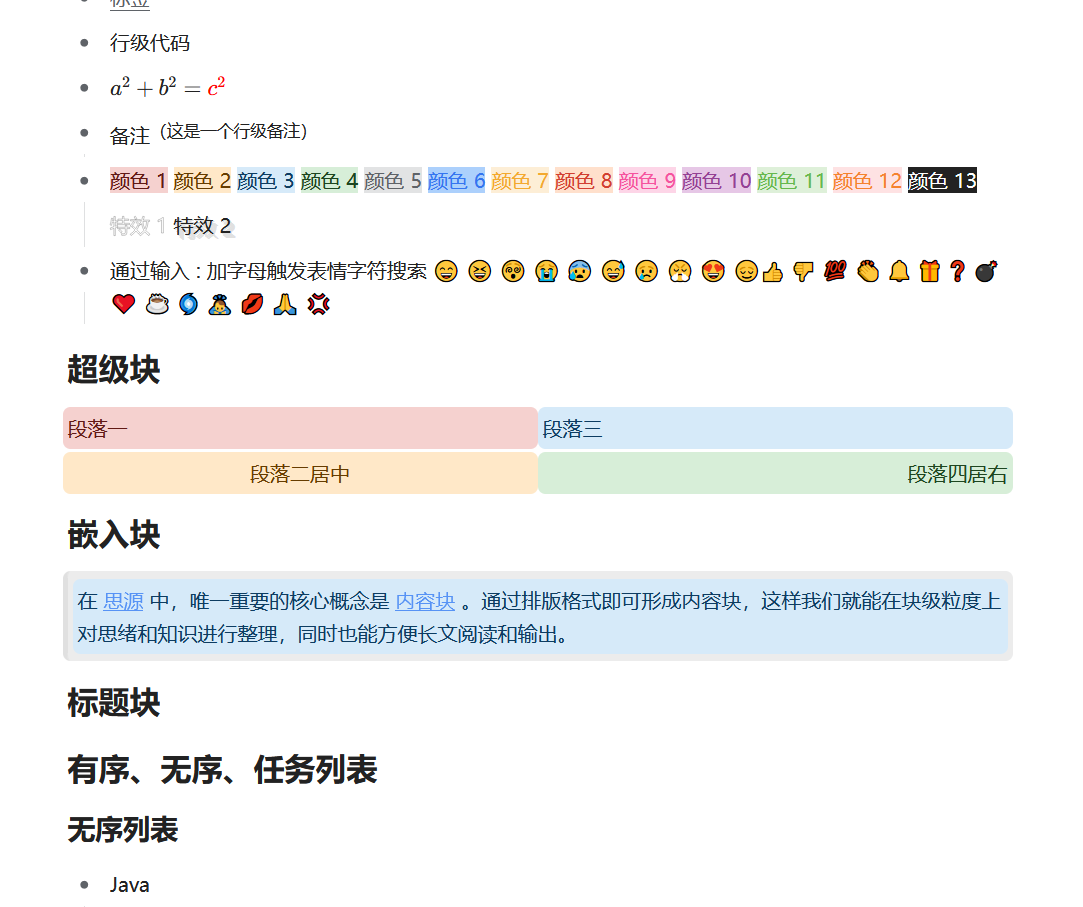 标签
行级代码
a² + b² = c²
备注（这是一个行级备注）
颜色 1 颜色 2 颜色 3 颜色 4 颜色 5 颜色 6 颜色 7 颜色 8 颜色 9 颜色 10 颜色 11 颜色 12 颜色 13
特效 1 特效 2
通过输入 : 加字母触发表情字符搜索 😄 😆 😵‍💫 😭 😰 😅 😥 😤 😍 😌👍 👎 💯 👏 🔔 🎁 ❓ 💣
❤️ ☕ 🌀 🙇 💋 🙏 💢
超级块
段落一
段落三
段落二居中
段落四居右
嵌入块
在 思源 中，唯一重要的核心概念是 内容块 。通过排版格式即可形成内容块，这样我们就能在块级粒度上
对思绪和知识进行整理，同时也能方便长文阅读和输出。
标题块
有序、无序、任务列表
无序列表
Java